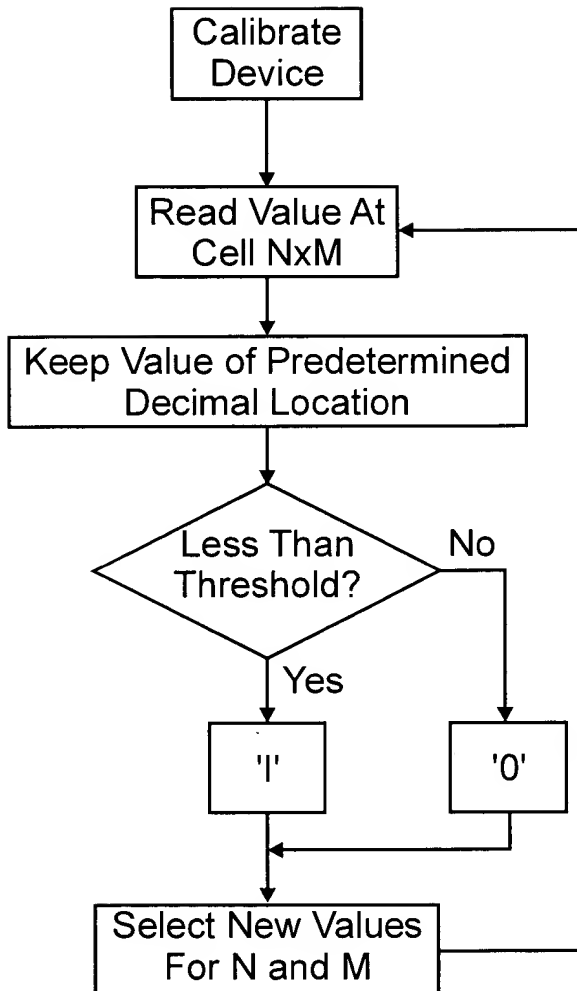 Calibrate
Device
Read Value At
Cell NxM
Keep Value of Predetermined
Decimal Location
Less Than
Threshold?
No
Yes
'I'
'0'
Select New Values
For N and M